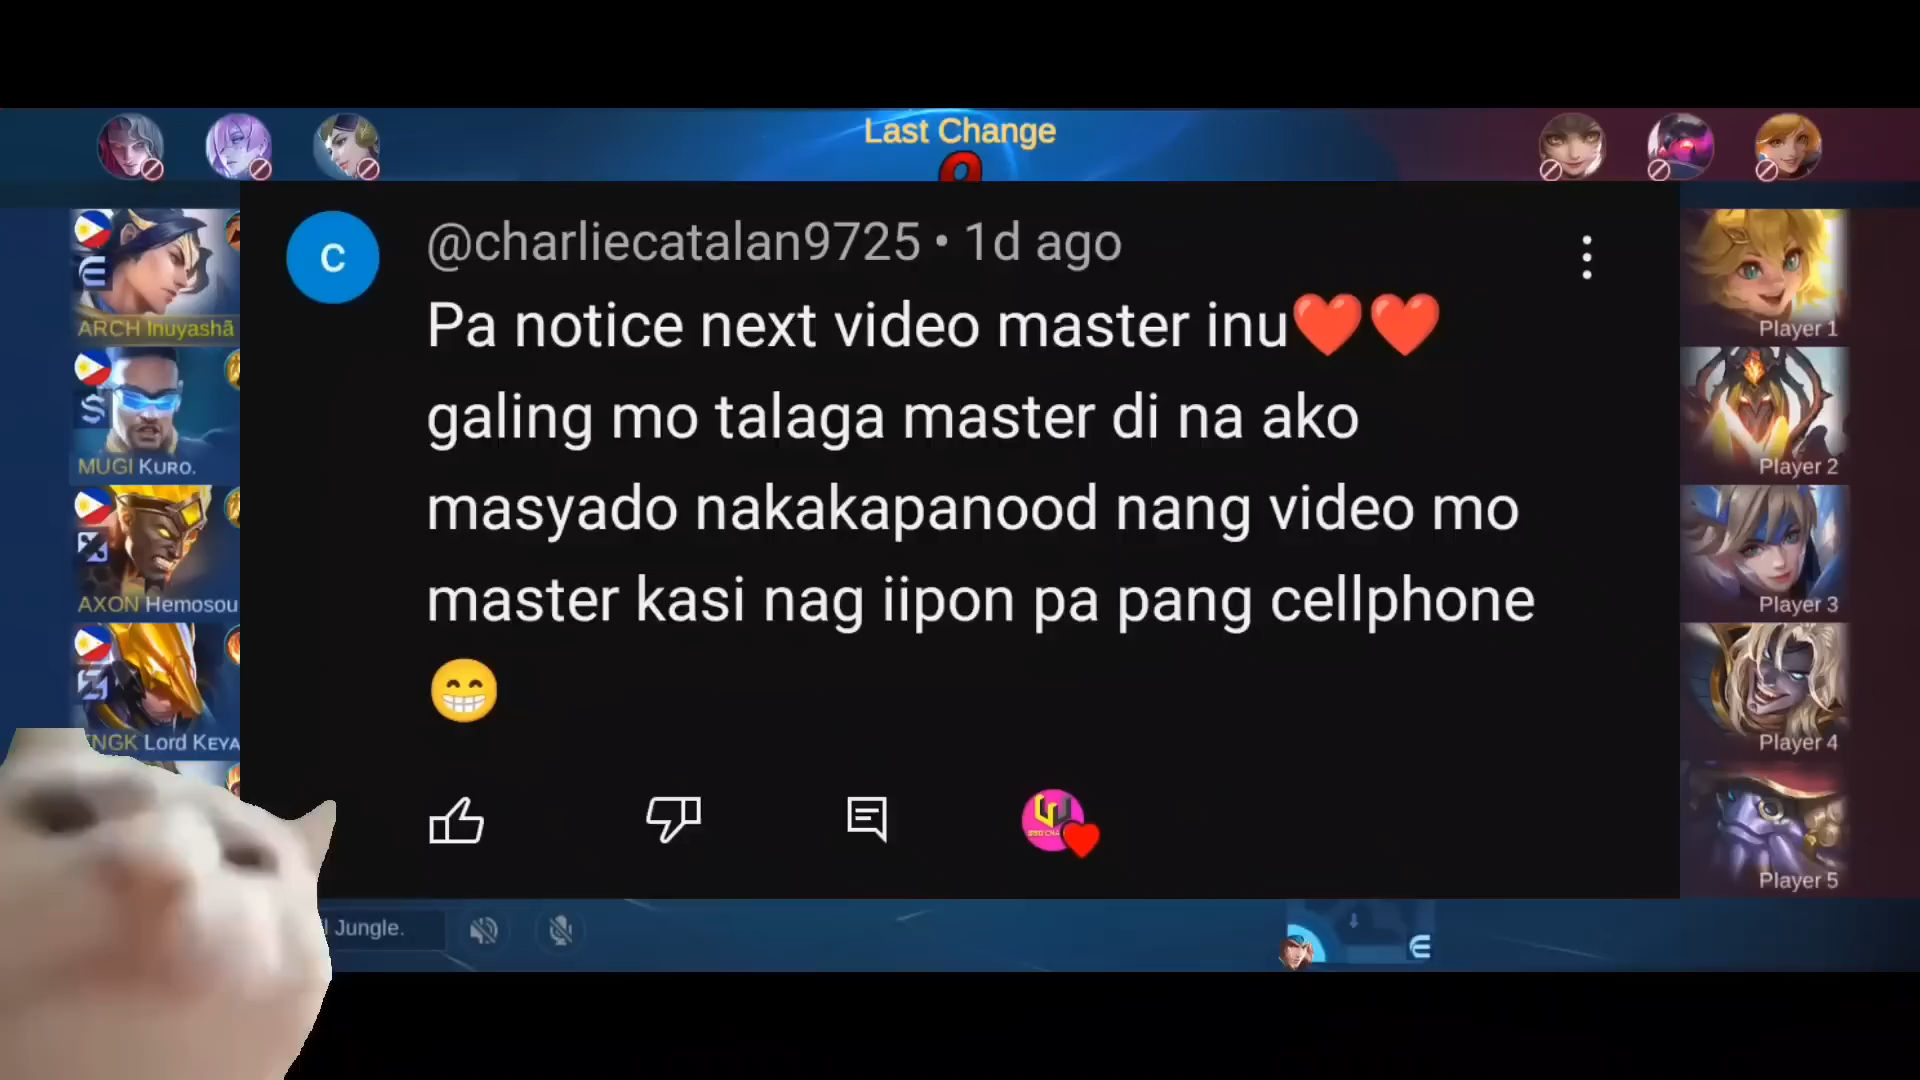 Last Change
9
C
@charliecatalan9725 • 1d ago
Pa notice next video master inu❤️❤️
galing mo talaga master di na ako
masyado nakakapanood nang video mo
master kasi nag iipon pa pang cellphone
😁
ARCH Inuyashā
MUGI Kuro.
AXON Hemosou
ENGK Lord KEYA
Player 1
Player 2
Player 3
Player 4
Player 5
l Jungle.